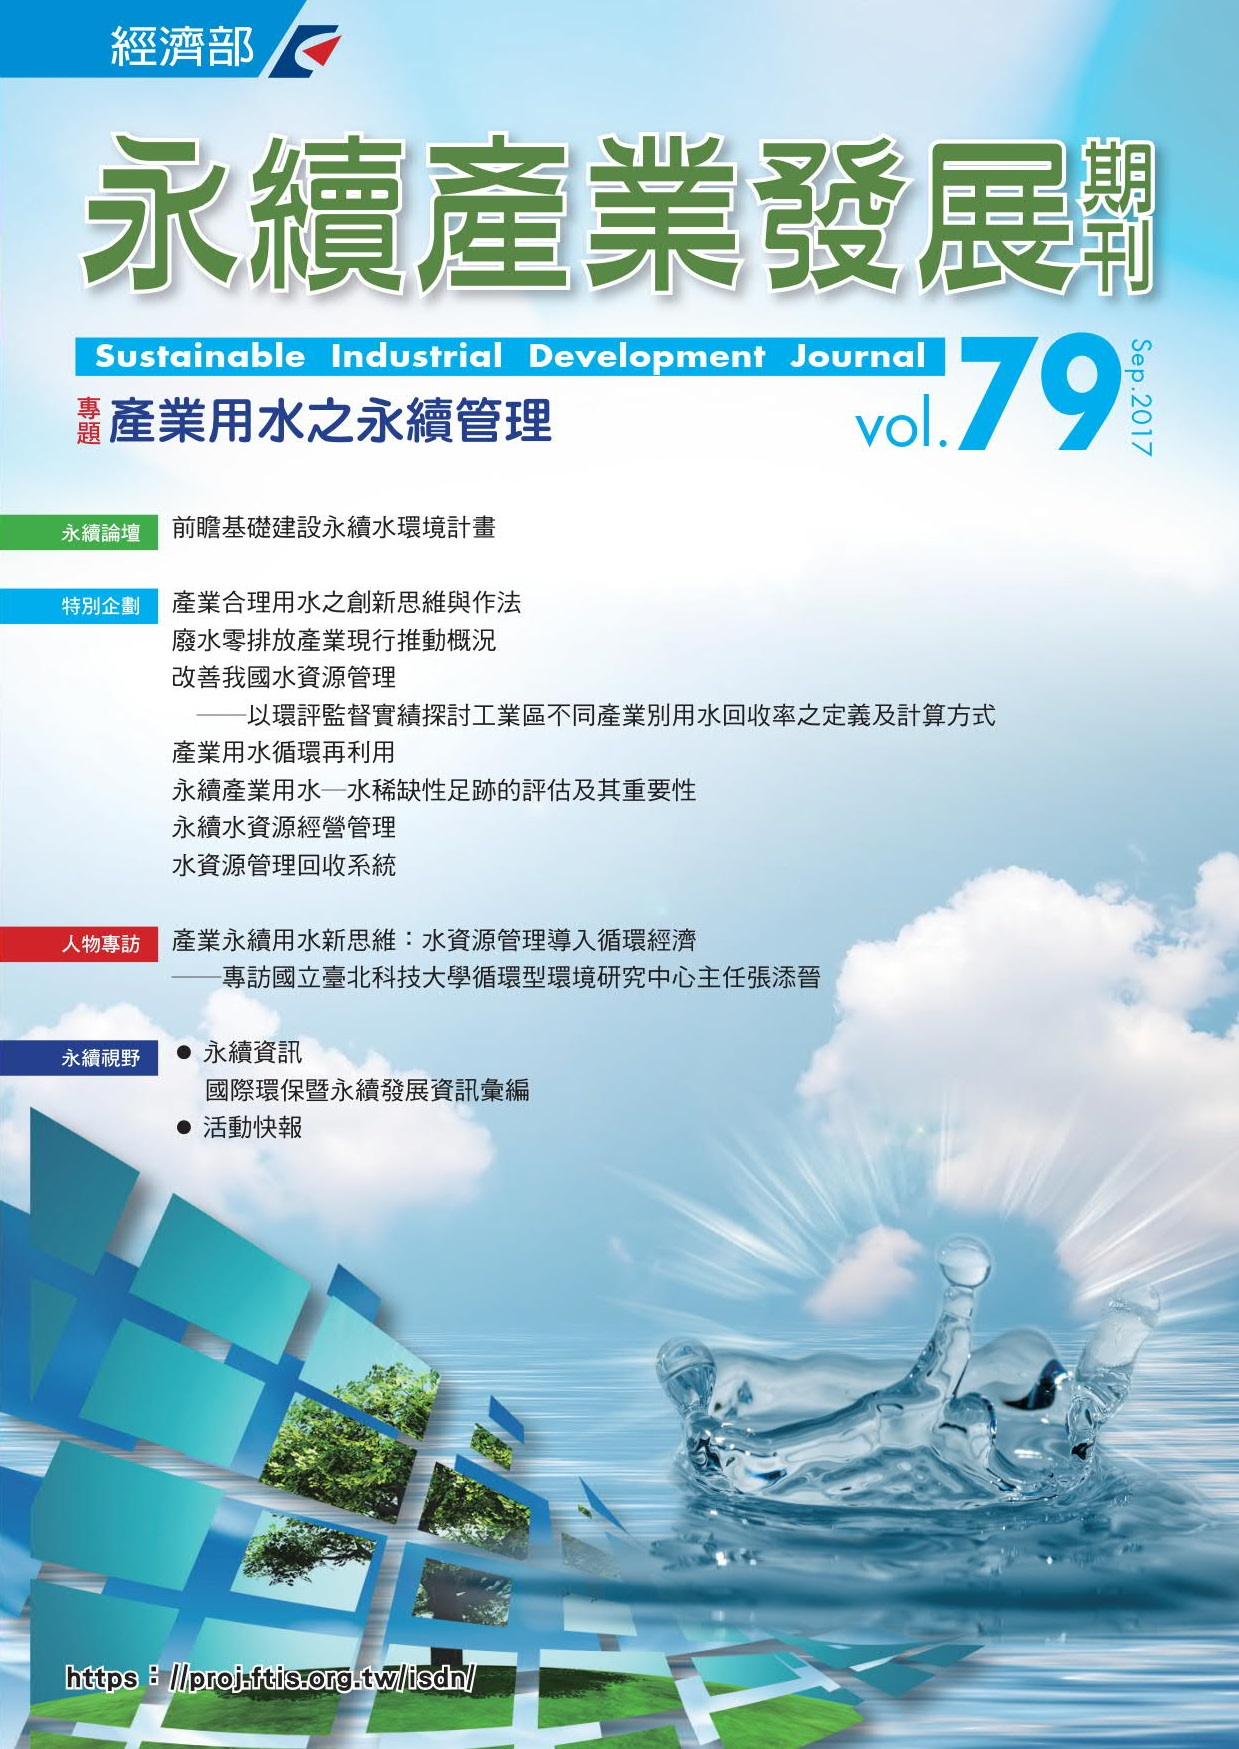 經濟部
永續產業發展期刊
Sustainable Industrial Development Journal
vol.79
Sep.2017
專題 產業用水之永續管理
永續論壇 前瞻基礎建設永續水環境計畫
特別企劃 產業合理用水之創新思維與作法
廢水零排放產業現行推動概況
改善我國水資源管理
──以環評監督實績探討工業區不同產業別用水回收率之定義及計算方式
產業用水循環再利用
永續產業用水─水稀缺性足跡的評估及其重要性
永續水資源經營管理
水資源管理回收系統
人物專訪 產業永續用水新思維：水資源管理導入循環經濟
──專訪國立臺北科技大學循環型環境研究中心主任張添晉
永續視野 ● 永續資訊
國際環保暨永續發展資訊彙編
● 活動快報
https：//proj.ftis.org.tw/isdn/